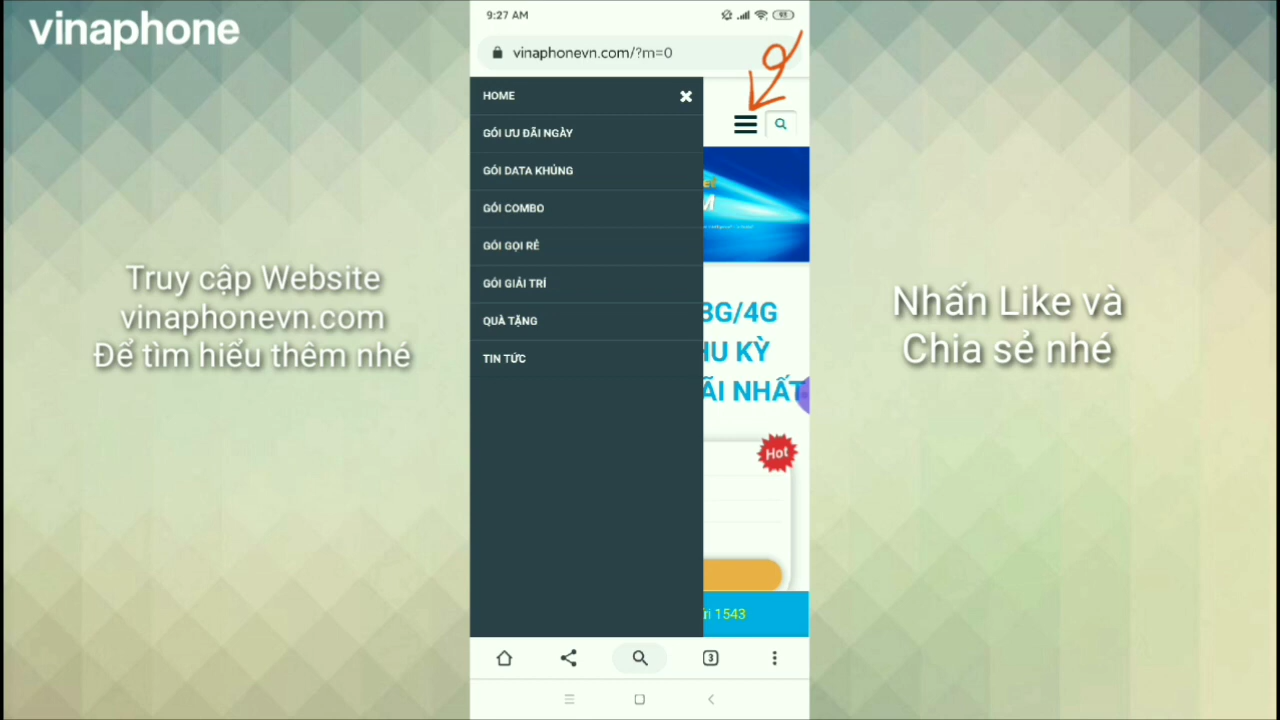 vinaphone
Truy cập Website
vinaphonevn.com
Để tìm hiểu thêm nhé
9:27 AM
93
vinaphonevn.com/?m=0
HOME
GÓI ƯU ĐÃI NGÀY
GÓI DATA KHỦNG
GÓI COMBO
GÓI GỌI RẺ
GÓI GIẢI TRÍ
QUÀ TẶNG
TIN TỨC
3G/4G
HU KỲ
ÃI NHẤT
Hot
1543
3
Nhấn Like và
Chia sẻ nhé